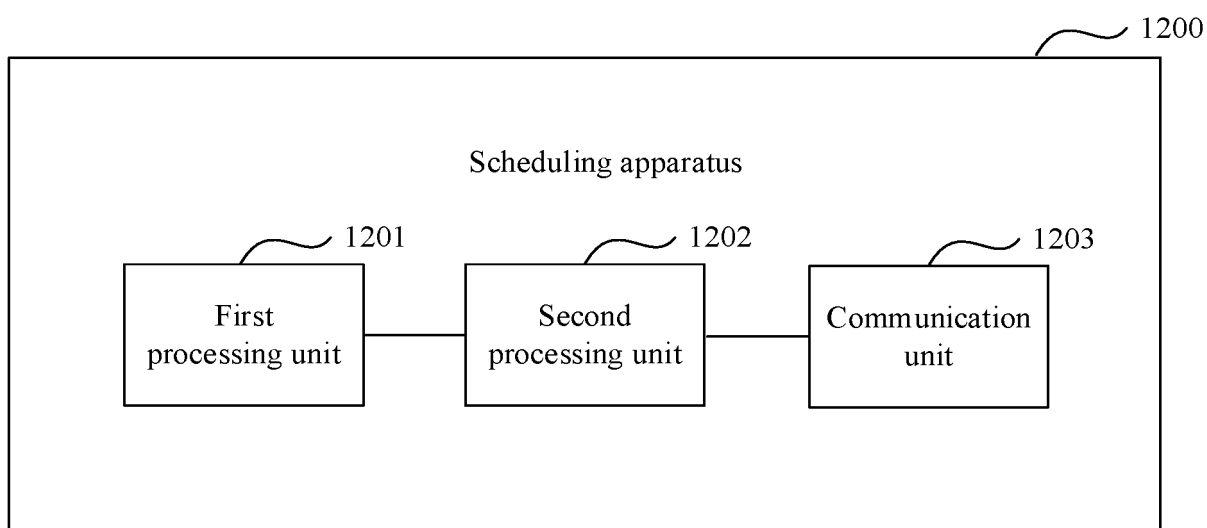 1200
Scheduling apparatus
1201
1202
1203
First
processing unit
Second
processing unit
Communication
unit